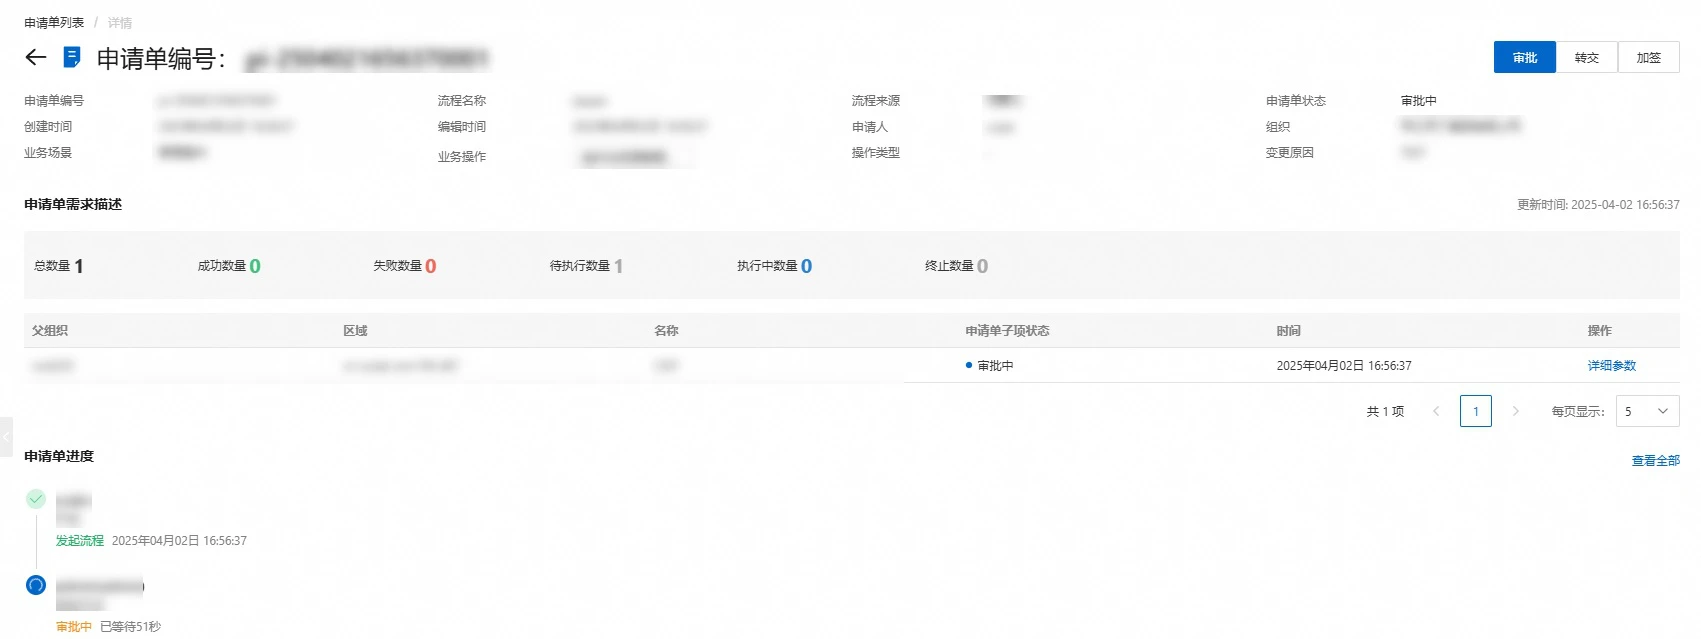 申请单列表 / 详情
申请单编号：
审批 转交 加签
申请单编号 流程名称 流程来源 申请单状态 审批中
创建时间 编辑时间 申请人 组织
业务场景 业务操作 操作类型 变更原因
申请单需求描述 更新时间: 2025-04-02 16:56:37
总数量 1 成功数量 0 失败数量 0 待执行数量 1 执行中数量 0 终止数量 0
父组织 区域 名称 申请单子项状态 时间 操作
审批中 2025年04月02日 16:56:37 详细参数
共 1 项 1 每页显示： 5
申请单进度 查看全部
发起流程 2025年04月02日 16:56:37
审批中 已等待51秒